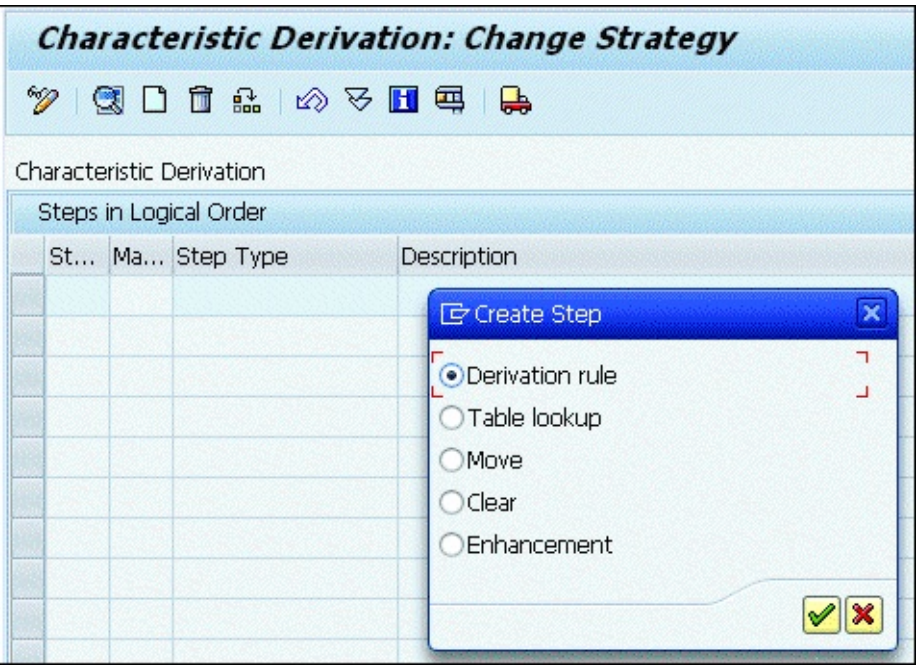 Characteristic Derivation: Change Strategy
Characteristic Derivation
Steps in Logical Order
St... Ma... Step Type Description
Create Step
Derivation rule
Table lookup
Move
Clear
Enhancement